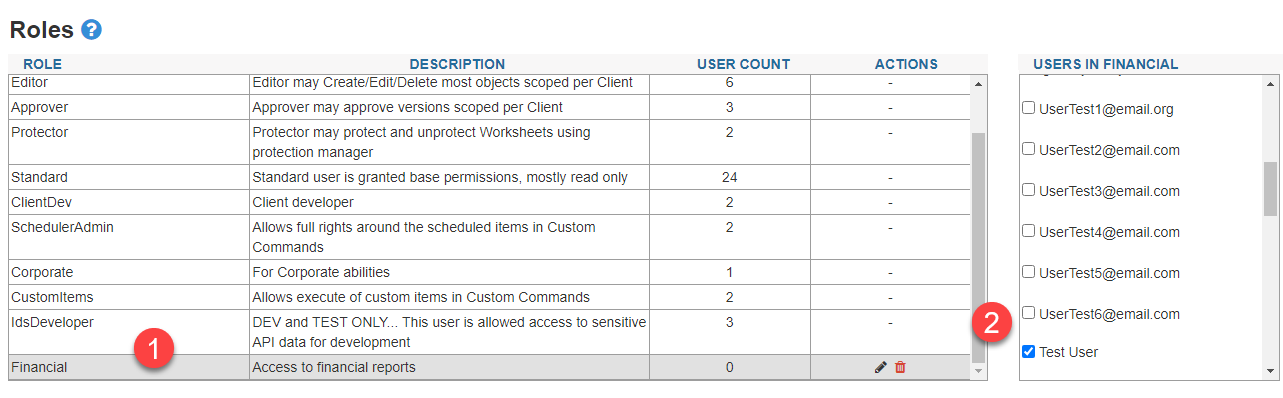 Roles ?
ROLE DESCRIPTION USER COUNT ACTIONS
Editor Editor may Create/Edit/Delete most objects scoped per Client 6 -
Approver Approver may approve versions scoped per Client 3 -
Protector Protector may protect and unprotect Worksheets using 2 -
protection manager
Standard Standard user is granted base permissions, mostly read only 24 -
ClientDev Client developer 2 -
SchedulerAdmin Allows full rights around the scheduled items in Custom 2 -
Commands
Corporate For Corporate abilities 1 -
CustomItems Allows execute of custom items in Custom Commands 2 -
IdsDeveloper DEV and TEST ONLY... This user is allowed access to sensitive 3 -
API data for development
1
Financial Access to financial reports 0
USERS IN FINANCIAL
UserTest1@email.org
UserTest2@email.com
UserTest3@email.com
UserTest4@email.com
UserTest5@email.com
UserTest6@email.com
2
Test User